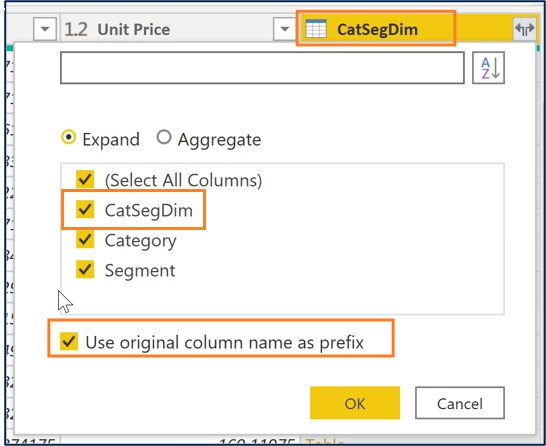 1.2 Unit Price CatSegDim
A
Z
Expand Aggregate
(Select All Columns)
CatSegDim
Category
Segment
Use original column name as prefix
OK Cancel
Table